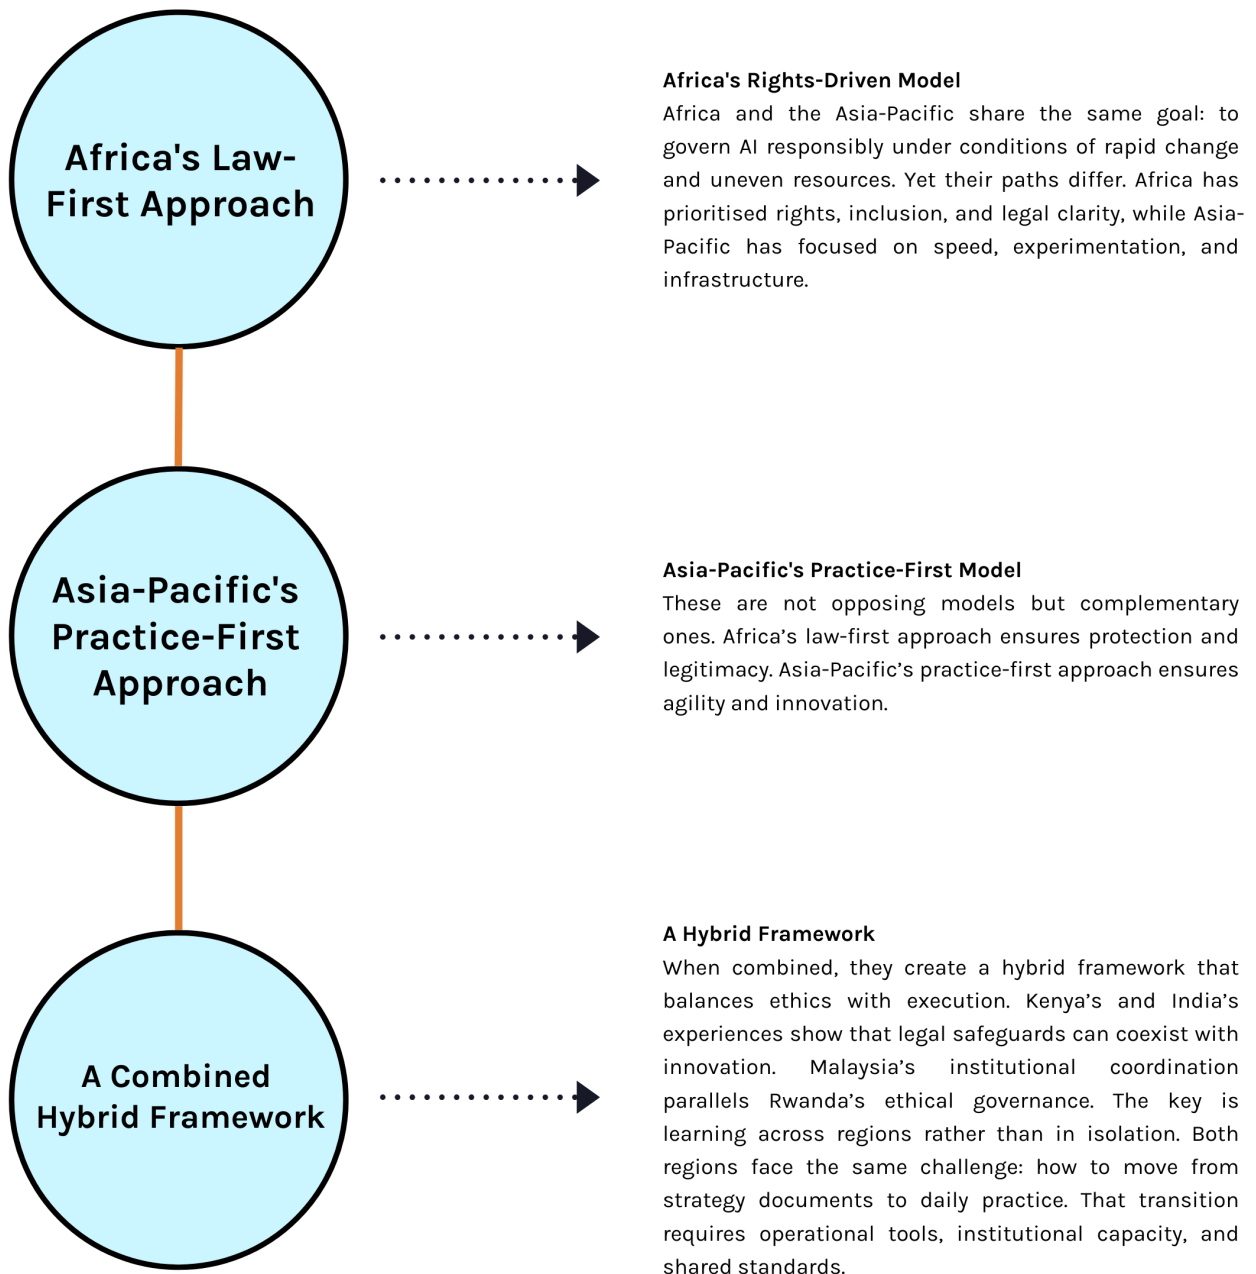 Africa's Law-
First Approach
Africa's Rights-Driven Model
Africa and the Asia-Pacific share the same goal: to
govern AI responsibly under conditions of rapid change
and uneven resources. Yet their paths differ. Africa has
prioritised rights, inclusion, and legal clarity, while Asia-
Pacific has focused on speed, experimentation, and
infrastructure.
Asia-Pacific's
Practice-First
Approach
Asia-Pacific's Practice-First Model
These are not opposing models but complementary
ones. Africa’s law-first approach ensures protection and
legitimacy. Asia-Pacific’s practice-first approach ensures
agility and innovation.
A Combined
Hybrid Framework
A Hybrid Framework
When combined, they create a hybrid framework that
balances ethics with execution. Kenya’s and India’s
experiences show that legal safeguards can coexist with
innovation. Malaysia’s institutional coordination
parallels Rwanda’s ethical governance. The key is
learning across regions rather than in isolation. Both
regions face the same challenge: how to move from
strategy documents to daily practice. That transition
requires operational tools, institutional capacity, and
shared standards.